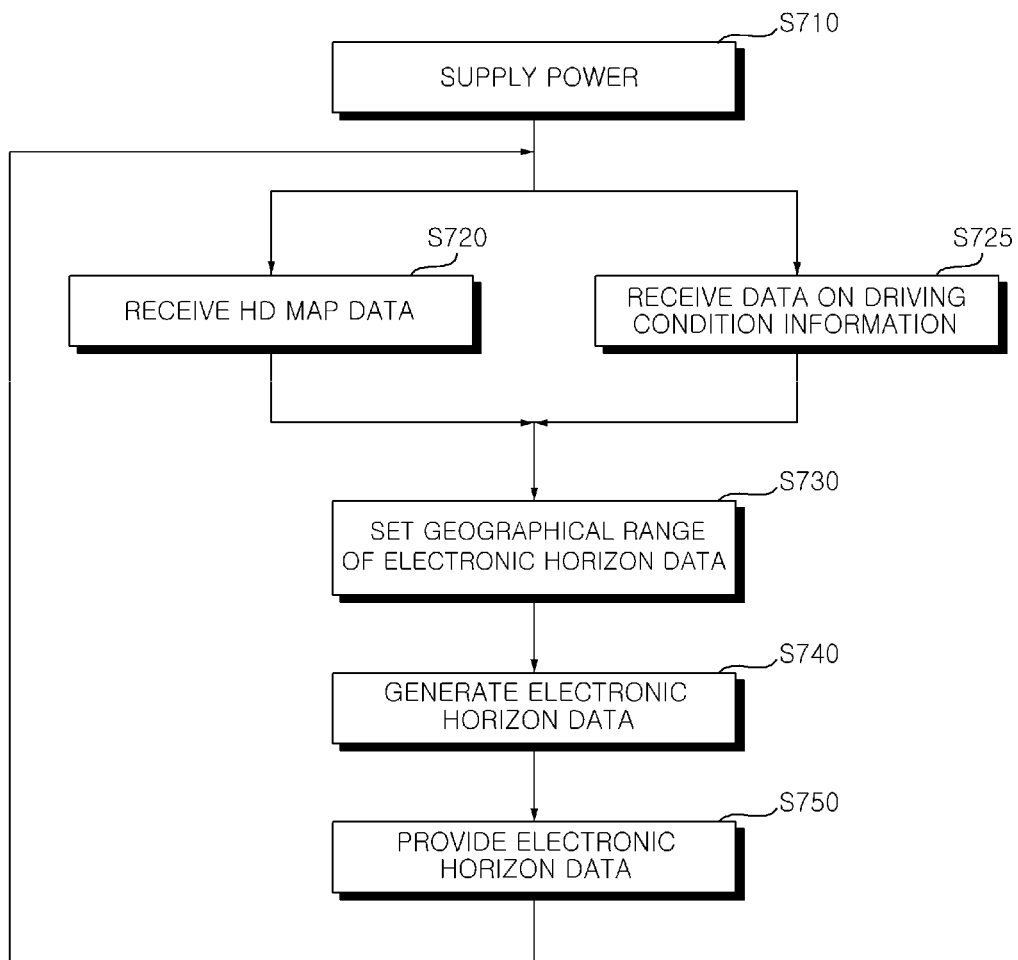 S710
SUPPLY POWER
S720
RECEIVE HD MAP DATA
S725
RECEIVE DATA ON DRIVING
CONDITION INFORMATION
S730
SET GEOGRAPHICAL RANGE
OF ELECTRONIC HORIZON DATA
S740
GENERATE ELECTRONIC
HORIZON DATA
S750
PROVIDE ELECTRONIC
HORIZON DATA